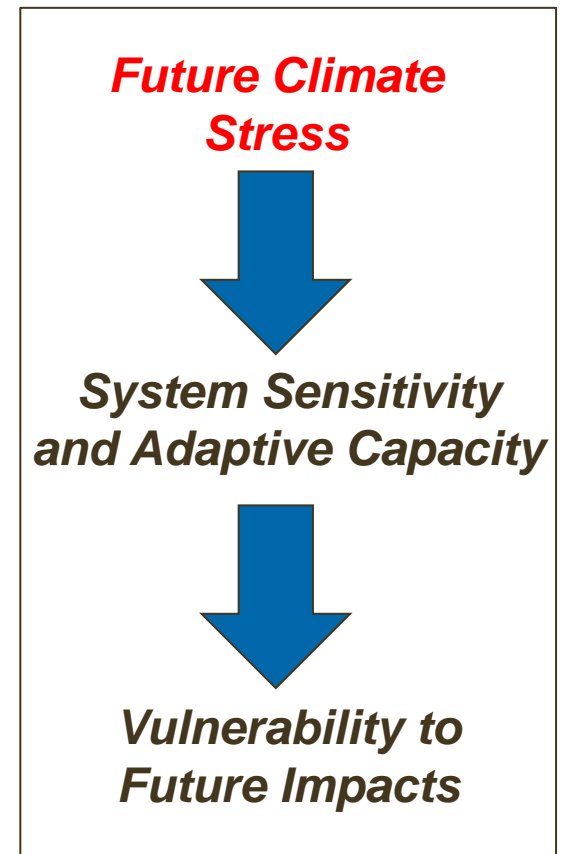 Future Climate
Stress
System Sensitivity
and Adaptive Capacity
Vulnerability to
Future Impacts